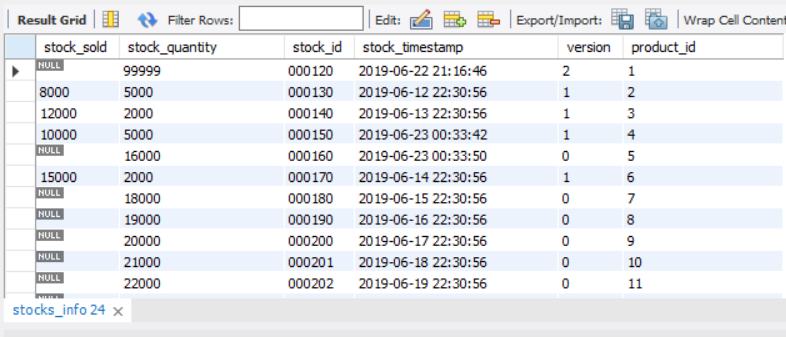 Result Grid Filter Rows: Edit: Export/Import: Wrap Cell Content
stock_sold stock_quantity stock_id stock_timestamp version product_id
NULL 99999 000120 2019-06-22 21:16:46 2 1
8000 5000 000130 2019-06-12 22:30:56 1 2
12000 2000 000140 2019-06-13 22:30:56 1 3
10000 5000 000150 2019-06-23 00:33:42 1 4
NULL 16000 000160 2019-06-23 00:33:50 0 5
15000 2000 000170 2019-06-14 22:30:56 1 6
NULL 18000 000180 2019-06-15 22:30:56 0 7
NULL 19000 000190 2019-06-16 22:30:56 0 8
NULL 20000 000200 2019-06-17 22:30:56 0 9
NULL 21000 000201 2019-06-18 22:30:56 0 10
NULL 22000 000202 2019-06-19 22:30:56 0 11
stocks_info 24